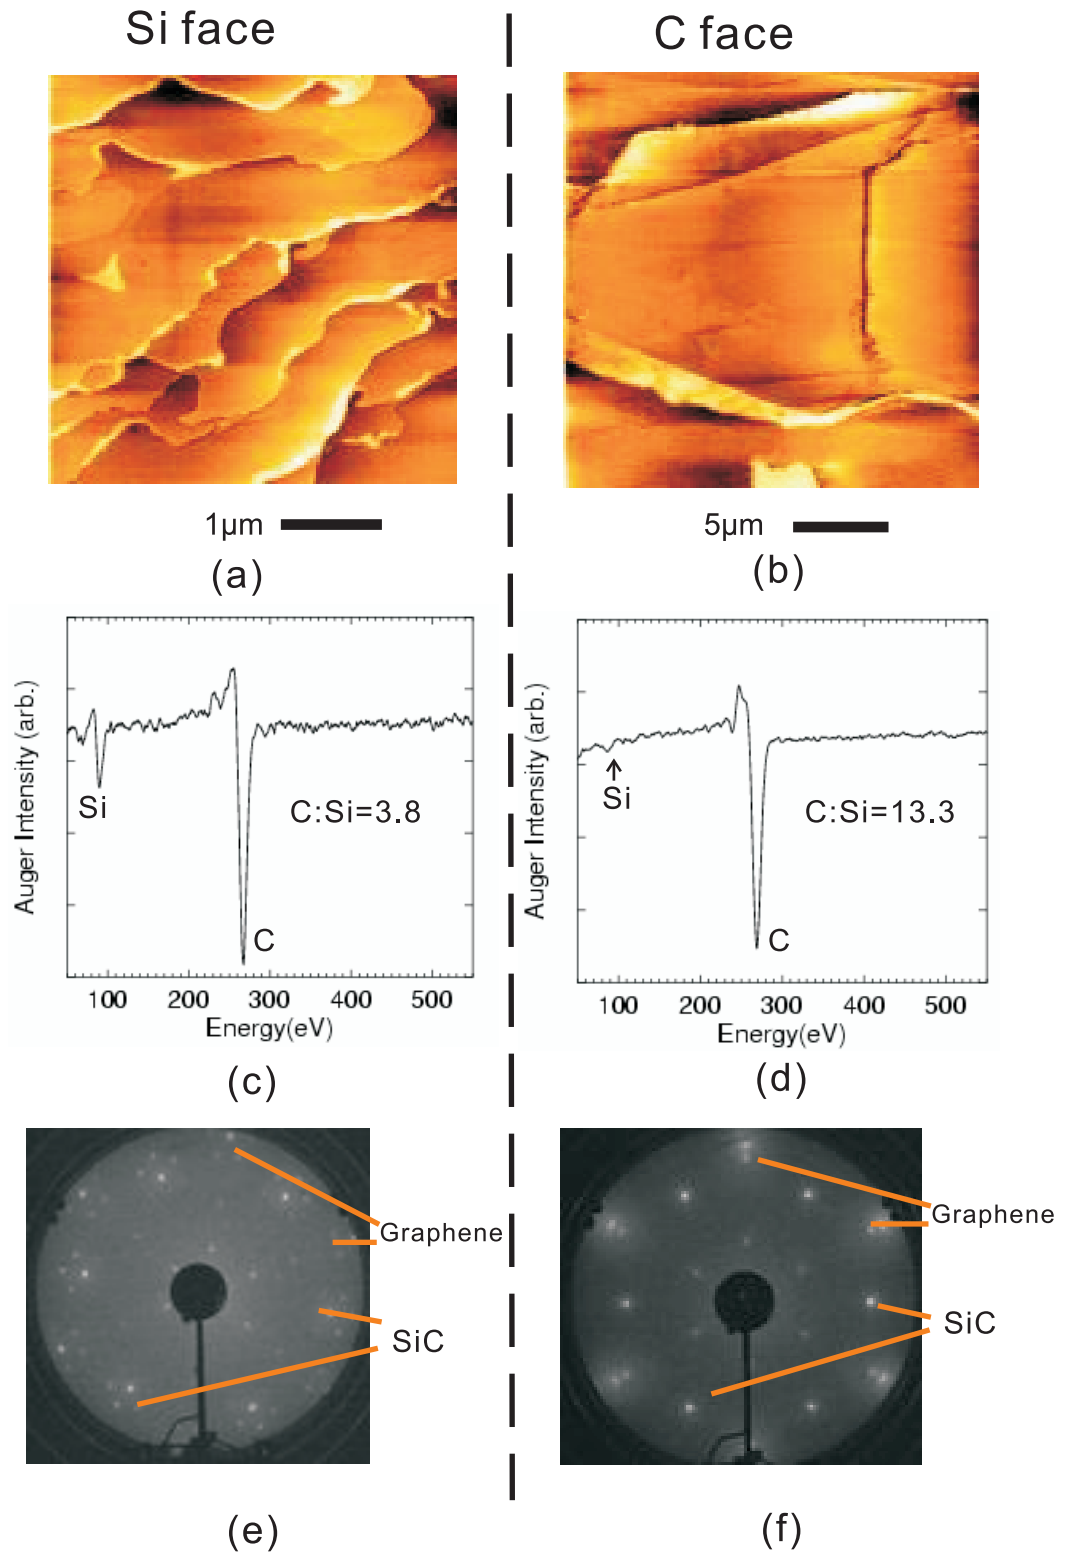 Si face
C face
1μm
5μm
(a)
(b)
Auger Intensity (arb.)
Si
C:Si=3.8
C
100 200 300 400 500
Energy(eV)
(c)
Auger Intensity (arb.)
Si
C:Si=13.3
C
100 200 300 400 500
Energy(eV)
(d)
Graphene
SiC
(e)
Graphene
SiC
(f)